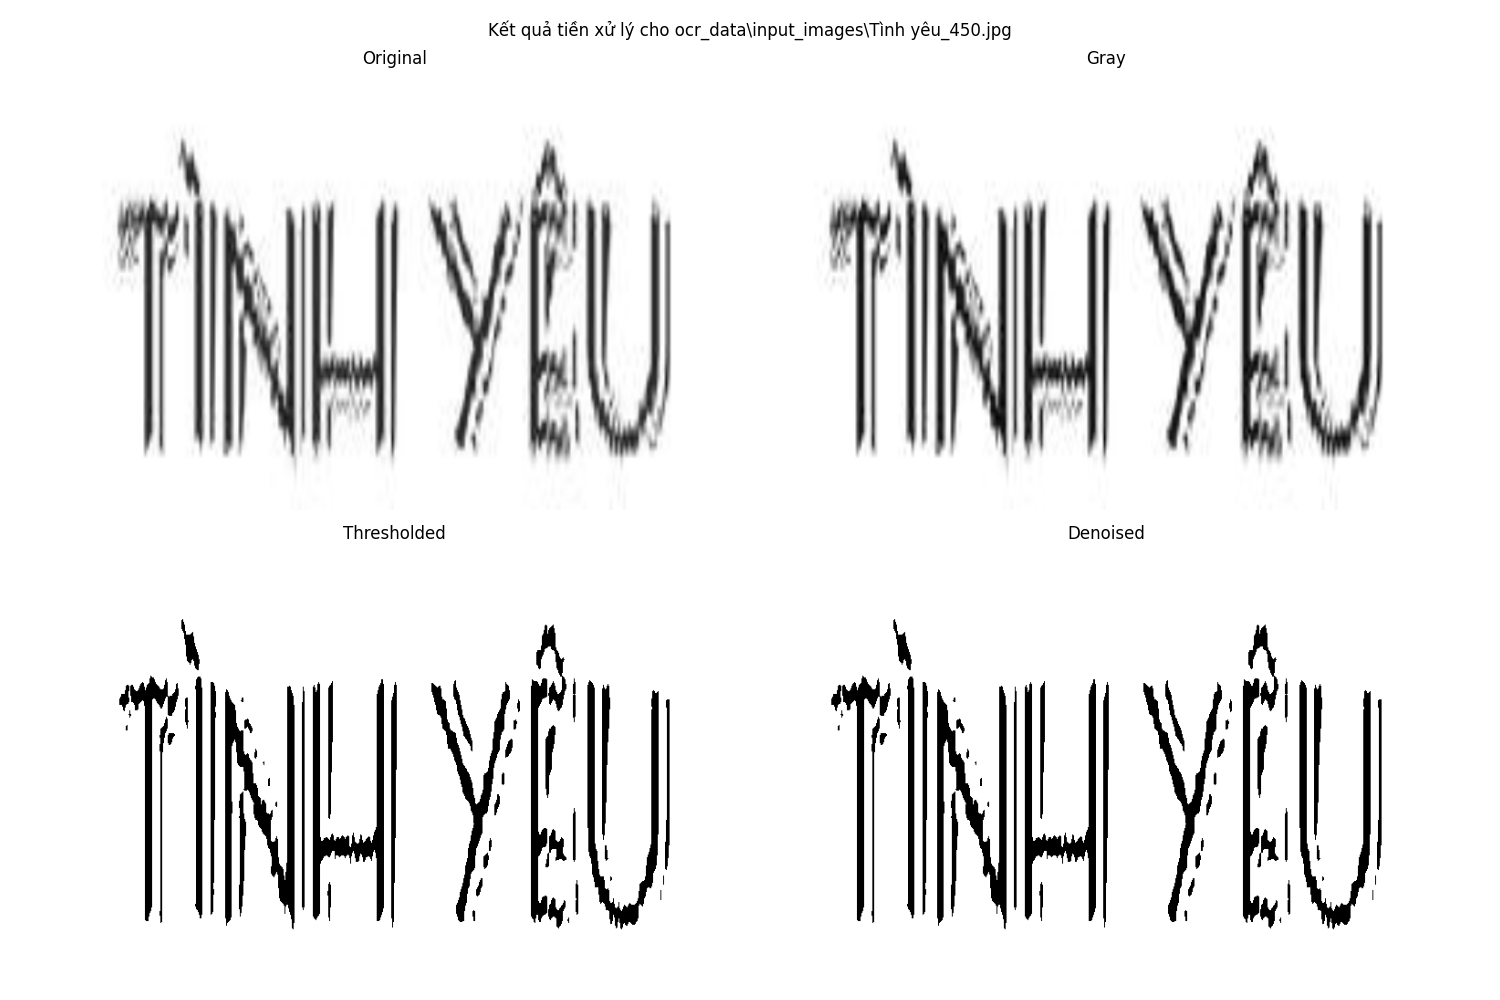 Kết quả tiền xử lý cho ocr_data\input_images\Tình yêu_450.jpg
Original
Gray
TÌNH YÊU
TÌNH YÊU
Thresholded
Denoised
TÌNH YÊU
TÌNH YÊU